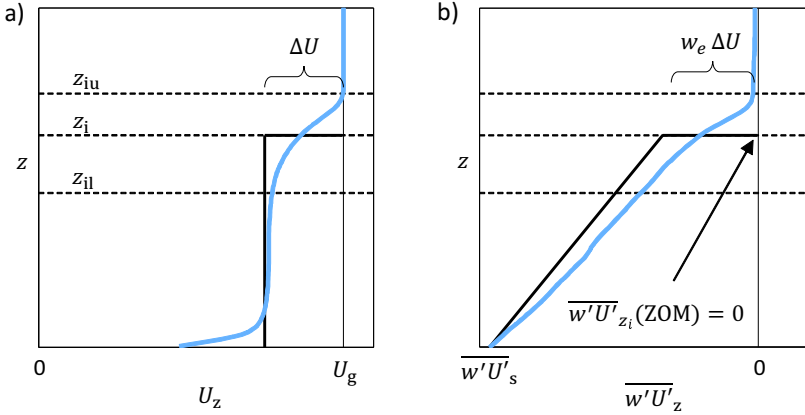 a)
ΔU
z_iu
z_i
z
z_il
0
U_g
U_z
b)
w_e ΔU
z
\overline{w'U'}_{z_i}(ZOM) = 0
\overline{w'U'}_s
0
\overline{w'U'}_z